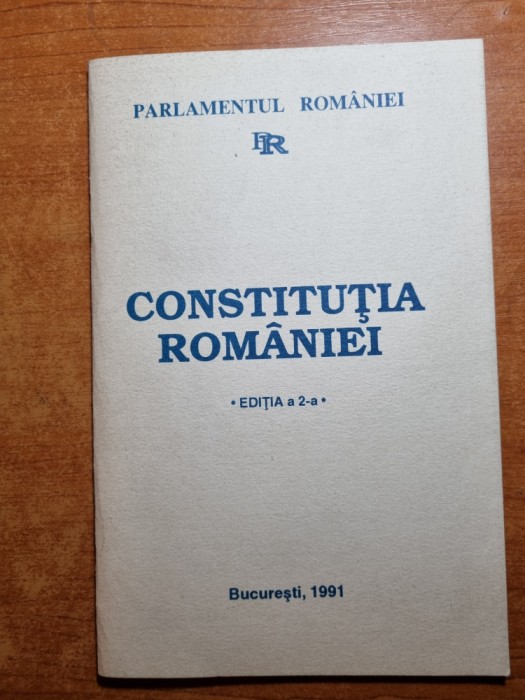 PARLAMENTUL ROMÂNIEI
PR
CONSTITUŢIA
ROMÂNIEI
• EDIŢIA a 2-a •
Bucureşti, 1991